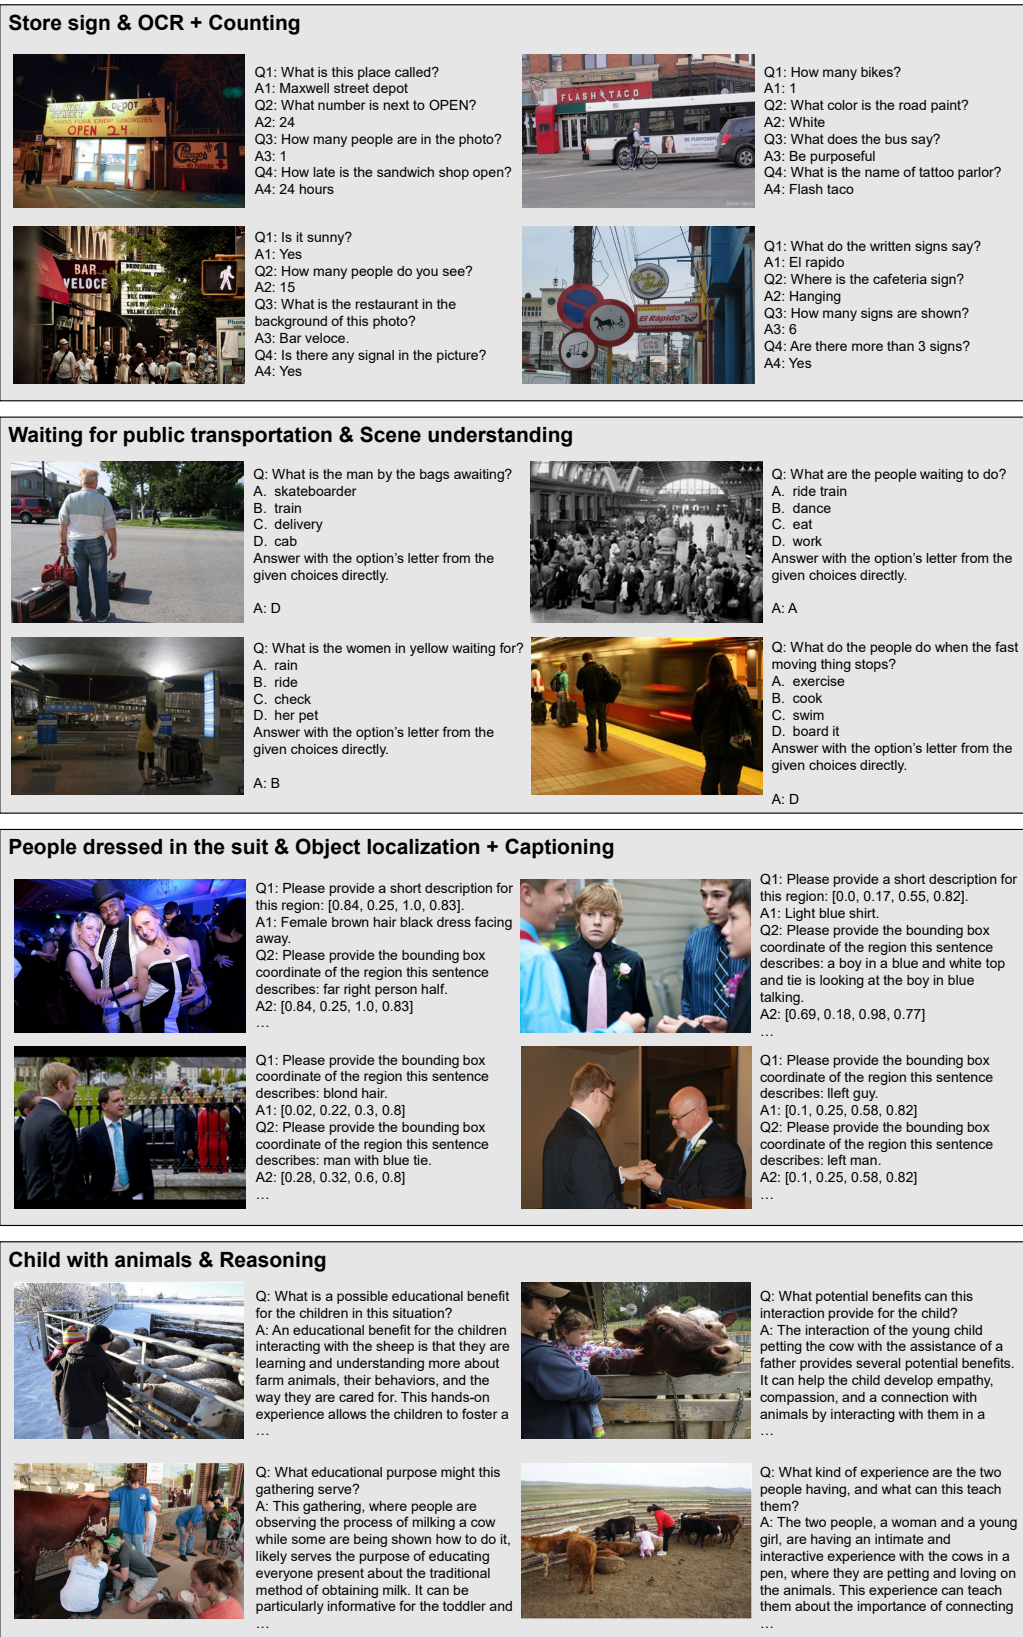 Store sign & OCR + Counting
MAXWELL
STREET
DEPOT
OPEN 24
#1
Q1: What is this place called?
A1: Maxwell street depot
Q2: What number is next to OPEN?
A2: 24
Q3: How many people are in the photo?
A3: 1
Q4: How late is the sandwich shop open?
A4: 24 hours
FLASH TACO
BE PURPOSEFUL
Q1: How many bikes?
A1: 1
Q2: What color is the road paint?
A2: White
Q3: What does the bus say?
A3: Be purposeful
Q4: What is the name of tattoo parlor?
A4: Flash taco
BAR
VELOCE
Phone
Q1: Is it sunny?
A1: Yes
Q2: How many people do you see?
A2: 15
Q3: What is the restaurant in the
background of this photo?
A3: Bar veloce.
Q4: Is there any signal in the picture?
A4: Yes
El Rápido
Q1: What do the written signs say?
A1: El rapido
Q2: Where is the cafeteria sign?
A2: Hanging
Q3: How many signs are shown?
A3: 6
Q4: Are there more than 3 signs?
A4: Yes
Waiting for public transportation & Scene understanding
Q: What is the man by the bags awaiting?
A. skateboarder
B. train
C. delivery
D. cab
Answer with the option's letter from the
given choices directly.
A: D
Q: What are the people waiting to do?
A. ride train
B. dance
C. eat
D. work
Answer with the option's letter from the
given choices directly.
A: A
Q: What is the women in yellow waiting for?
A. rain
B. ride
C. check
D. her pet
Answer with the option's letter from the
given choices directly.
A: B
Q: What do the people do when the fast
moving thing stops?
A. exercise
B. cook
C. swim
D. board it
Answer with the option's letter from the
given choices directly.
A: D
People dressed in the suit & Object localization + Captioning
Q1: Please provide a short description for
this region: [0.84, 0.25, 1.0, 0.83].
A1: Female brown hair black dress facing
away.
Q2: Please provide the bounding box
coordinate of the region this sentence
describes: far right person half.
A2: [0.84, 0.25, 1.0, 0.83]
…
Q1: Please provide a short description for
this region: [0.0, 0.17, 0.55, 0.82].
A1: Light blue shirt.
Q2: Please provide the bounding box
coordinate of the region this sentence
describes: a boy in a blue and white top
and tie is looking at the boy in blue
talking.
A2: [0.69, 0.18, 0.98, 0.77]
…
Q1: Please provide the bounding box
coordinate of the region this sentence
describes: blond hair.
A1: [0.02, 0.22, 0.3, 0.8]
Q2: Please provide the bounding box
coordinate of the region this sentence
describes: man with blue tie.
A2: [0.28, 0.32, 0.6, 0.8]
…
Q1: Please provide the bounding box
coordinate of the region this sentence
describes: lleft guy.
A1: [0.1, 0.25, 0.58, 0.82]
Q2: Please provide the bounding box
coordinate of the region this sentence
describes: left man.
A2: [0.1, 0.25, 0.58, 0.82]
…
Child with animals & Reasoning
Q: What is a possible educational benefit
for the children in this situation?
A: An educational benefit for the children
interacting with the sheep is that they are
learning and understanding more about
farm animals, their behaviors, and the
way they are cared for. This hands-on
experience allows the children to foster a
…
Q: What potential benefits can this
interaction provide for the child?
A: The interaction of the young child
petting the cow with the assistance of a
father provides several potential benefits.
It can help the child develop empathy,
compassion, and a connection with
animals by interacting with them in a
…
Q: What educational purpose might this
gathering serve?
A: This gathering, where people are
observing the process of milking a cow
while some are being shown how to do it,
likely serves the purpose of educating
everyone present about the traditional
method of obtaining milk. It can be
particularly informative for the toddler and
…
Q: What kind of experience are the two
people having, and what can this teach
them?
A: The two people, a woman and a young
girl, are having an intimate and
interactive experience with the cows in a
pen, where they are petting and loving on
the animals. This experience can teach
them about the importance of connecting
…